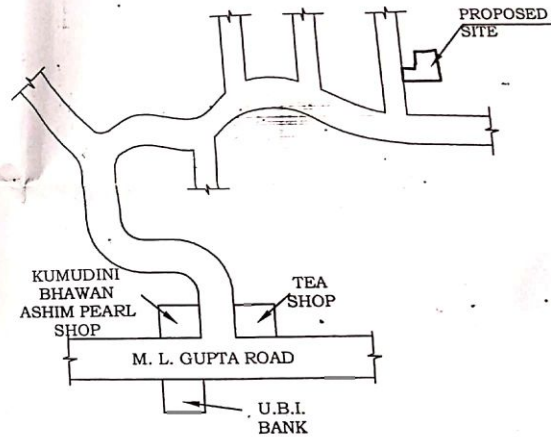 PROPOSED
SITE
KUMUDINI
BHAWAN
ASHIM PEARL
SHOP
TEA
SHOP
M. L. GUPTA ROAD
U.B.I.
BANK